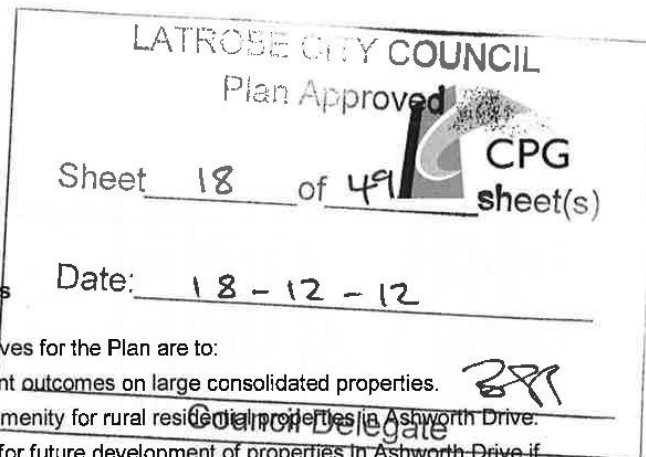 LATROBE CITY COUNCIL
Plan Approved
CPG
Sheet 18 of 49 sheet(s)
Date: 18-12-12
ves for the Plan are to:
nt outcomes on large consolidated properties.
menity for rural residential properties in Ashworth Drive.
Council Delegate
for future development of properties in Ashworth Drive if